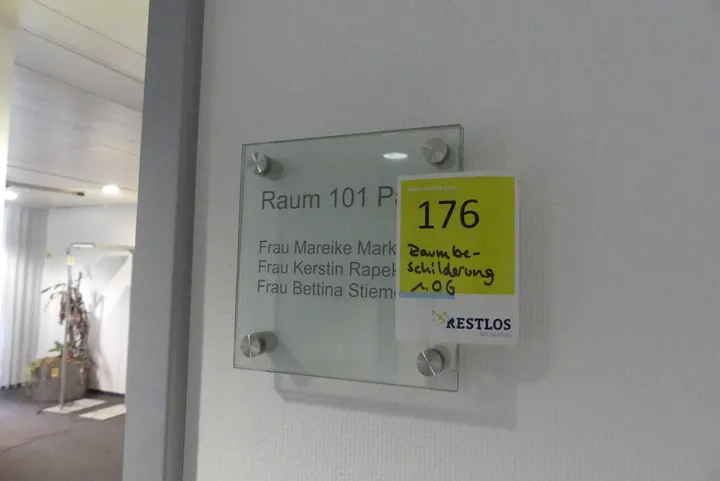 Raum 101 Pa
Frau Mareike Mark
Frau Kerstin Rapek
Frau Bettina Stiem
176
Raumbe-
schilderung
1.OG
RESTLOS